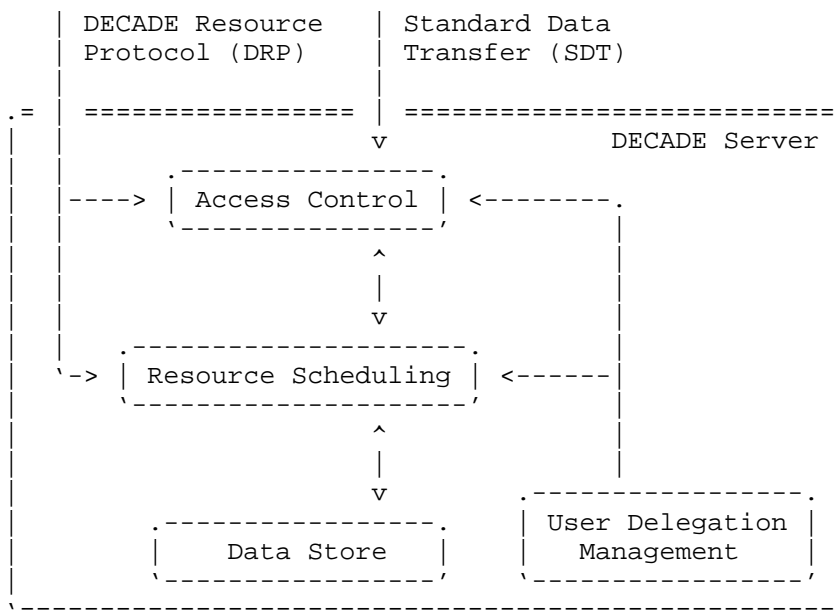 DECADE Resource Standard Data
Protocol (DRP) Transfer (SDT)
DECADE Server
Access Control
Resource Scheduling
User Delegation
Data Store Management